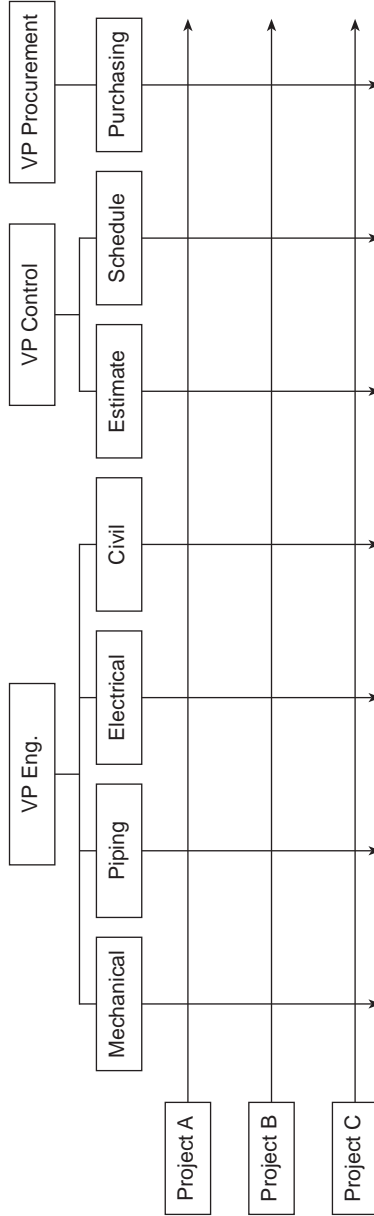 VP Eng.
VP Control
VP Procurement
Mechanical
Piping
Electrical
Civil
Estimate
Schedule
Purchasing
Project A
Project B
Project C